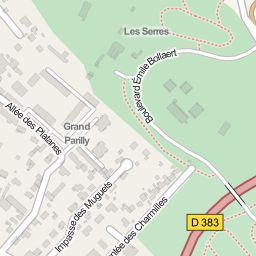 Les Serres
Boulevard Émile Bollaert
Allée des Platanes
Grand
Parilly
Impasse des Muguets
Allée des Charmilles
D 383